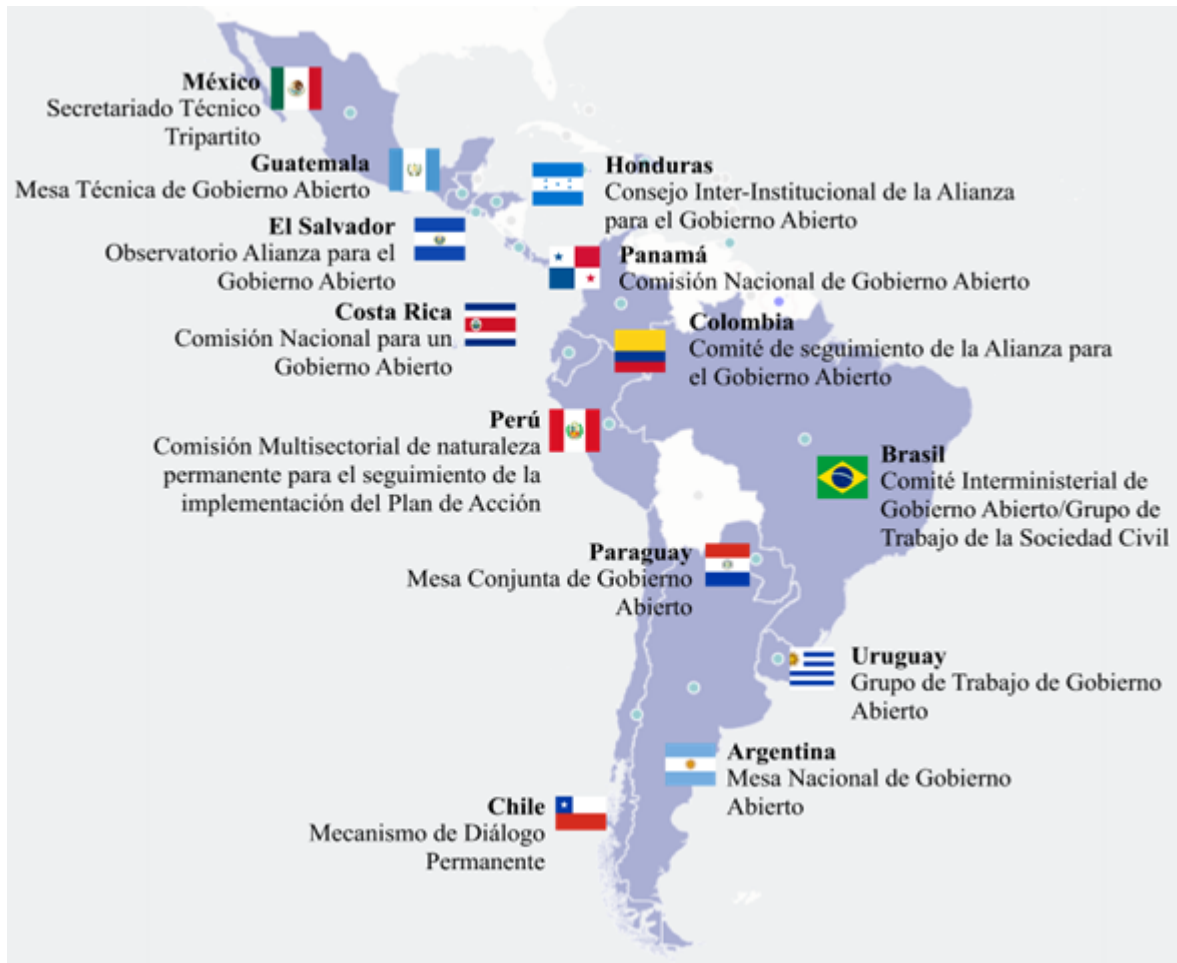 México
Secretariado Técnico
Tripartito
Guatemala
Mesa Técnica de Gobierno Abierto
Honduras
Consejo Inter-Institucional de la Alianza
para el Gobierno Abierto
El Salvador
Observatorio Alianza para el
Gobierno Abierto
Panamá
Comisión Nacional de Gobierno Abierto
Costa Rica
Comisión Nacional para un
Gobierno Abierto
Colombia
Comité de seguimiento de la Alianza para
el Gobierno Abierto
Perú
Comisión Multisectorial de naturaleza
permanente para el seguimiento de la
implementación del Plan de Acción
Brasil
Comité Interministerial de
Gobierno Abierto/Grupo de
Trabajo de la Sociedad Civil
Paraguay
Mesa Conjunta de Gobierno
Abierto
Uruguay
Grupo de Trabajo de Gobierno
Abierto
Argentina
Mesa Nacional de Gobierno
Abierto
Chile
Mecanismo de Diálogo
Permanente